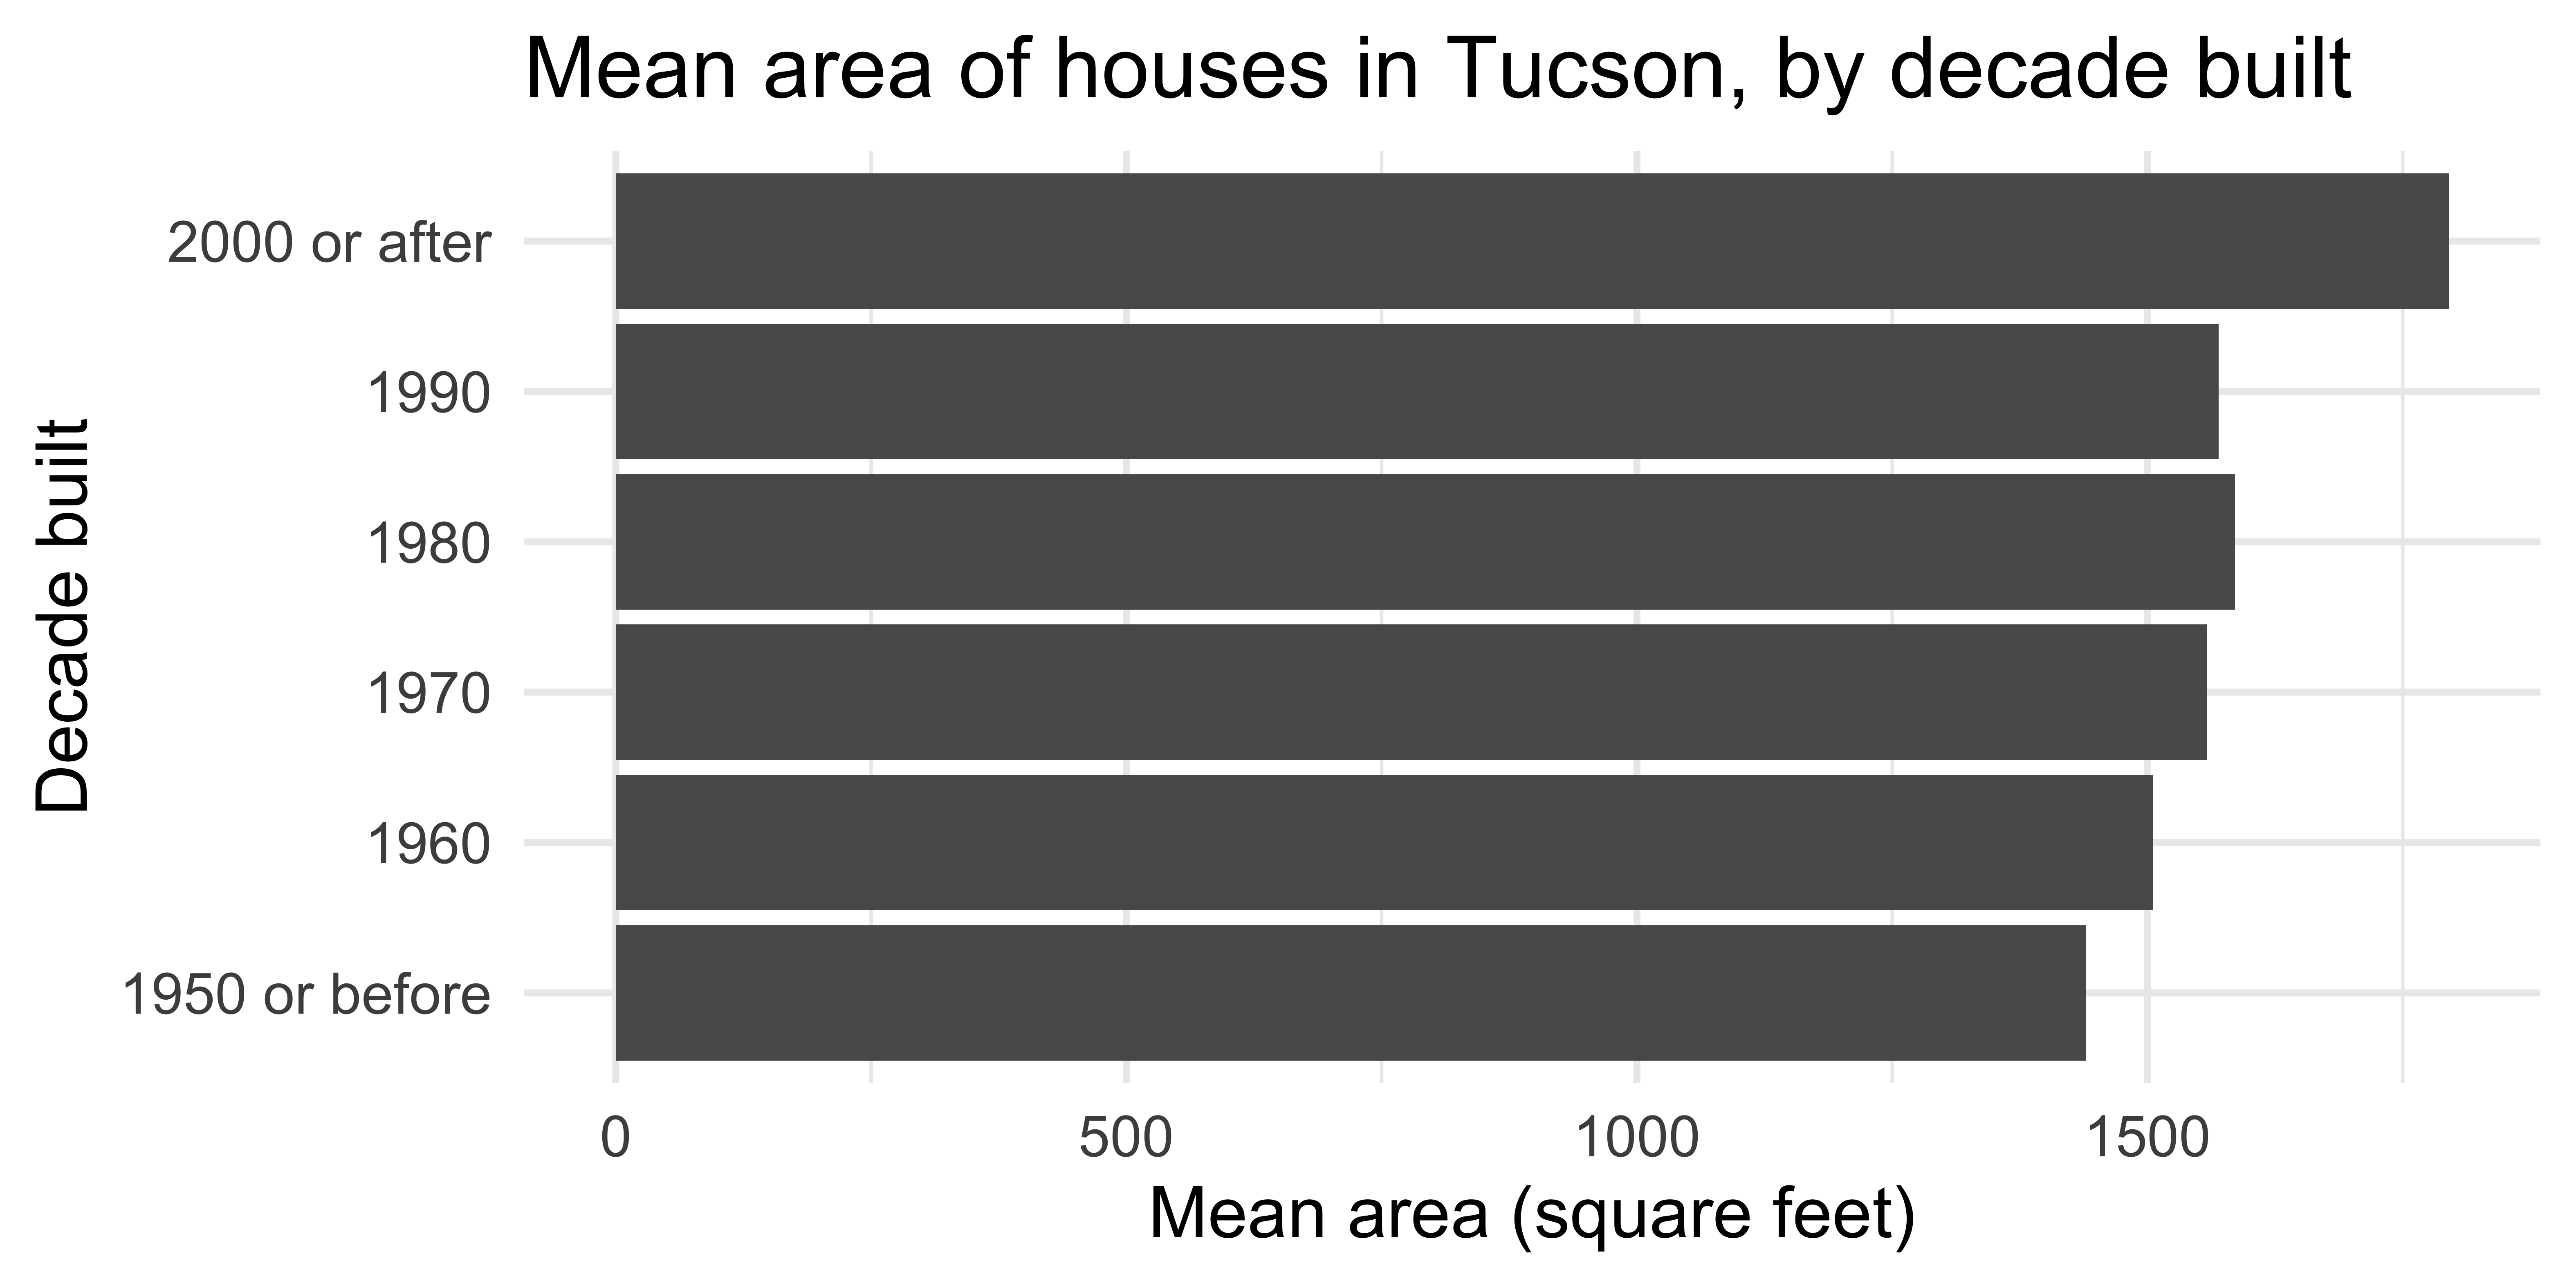 Mean area of houses in Tucson, by decade built
Decade built
2000 or after
1990
1980
1970
1960
1950 or before
0 500 1000 1500
Mean area (square feet)